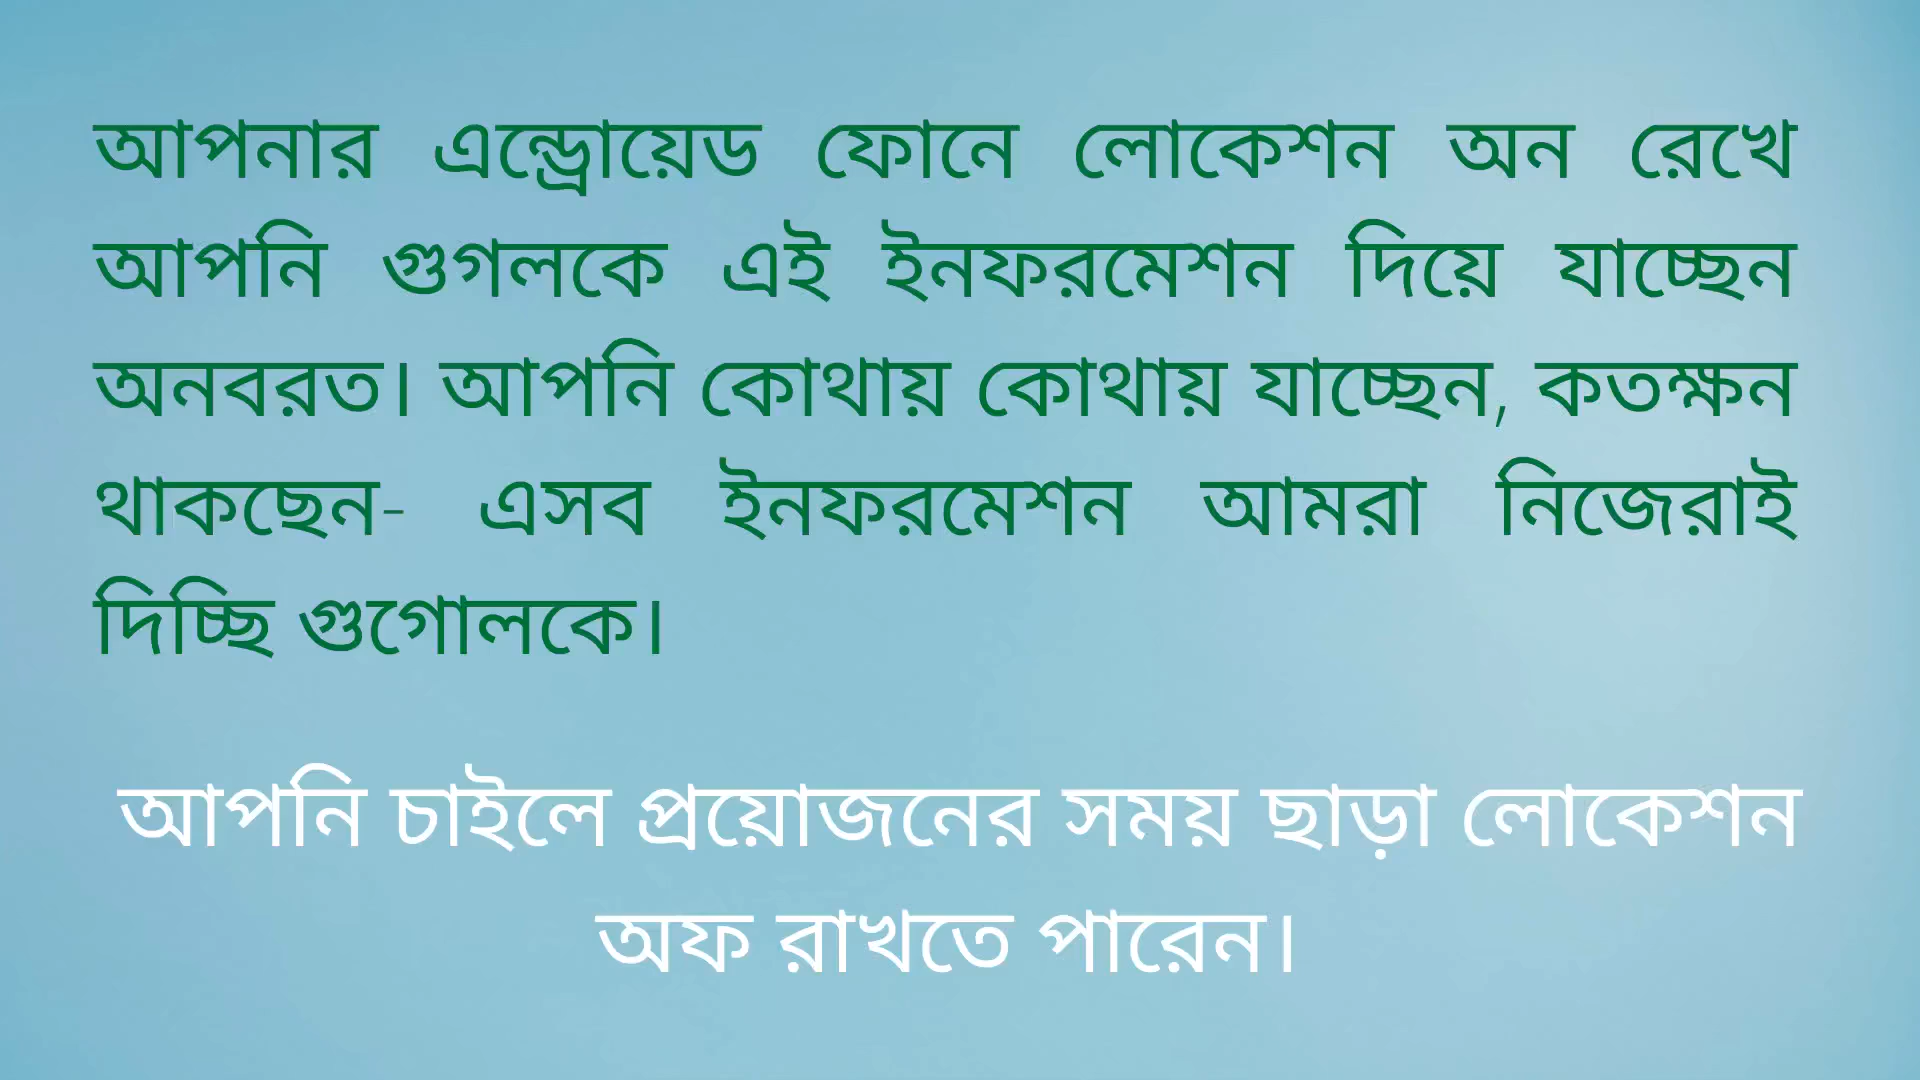 আপনার এন্ড্রোয়েড ফোনে লোকেশন অন রেখে
আপনি গুগলকে এই ইনফরমেশন দিয়ে যাচ্ছেন
অনবরত। আপনি কোথায় কোথায় যাচ্ছেন, কতক্ষন
থাকছেন- এসব ইনফরমেশন আমরা নিজেরাই
দিচ্ছি গুগোলকে।
আপনি চাইলে প্রয়োজনের সময় ছাড়া লোকেশন
অফ রাখতে পারেন।